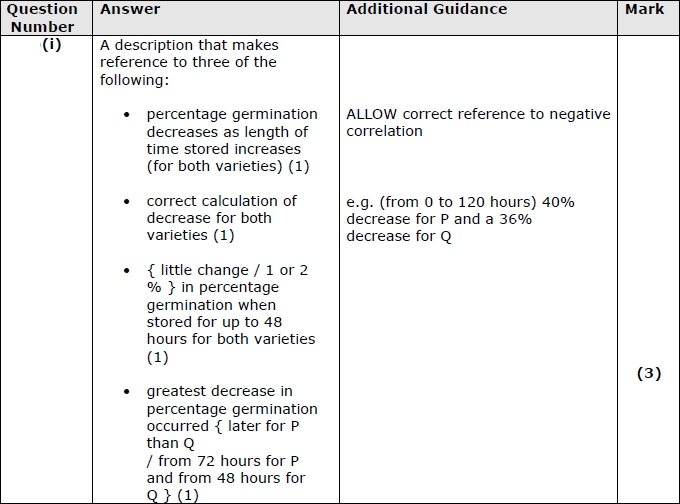 Question Number
Answer
Additional Guidance
Mark
(i)
A description that makes
reference to three of the
following:
• percentage germination
decreases as length of
time stored increases
(for both varieties) (1)
ALLOW correct reference to negative
correlation
• correct calculation of
decrease for both
varieties (1)
e.g. (from 0 to 120 hours) 40%
decrease for P and a 36%
decrease for Q
• { little change / 1 or 2
% } in percentage
germination when
stored for up to 48
hours for both varieties
(1)
• greatest decrease in
percentage germination
occurred { later for P
than Q
/ from 72 hours for P
and from 48 hours for
Q } (1)
(3)